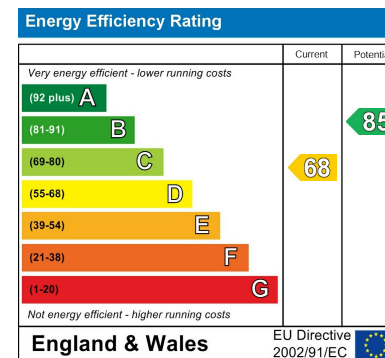 Energy Efficiency Rating
Current Potenti
Very energy efficient - lower running costs
(92 plus) A
(81-91) B
(69-80) C
(55-68) D
(39-54) E
(21-38) F
(1-20) G
68
85
Not energy efficient - higher running costs
England & Wales
EU Directive
2002/91/EC